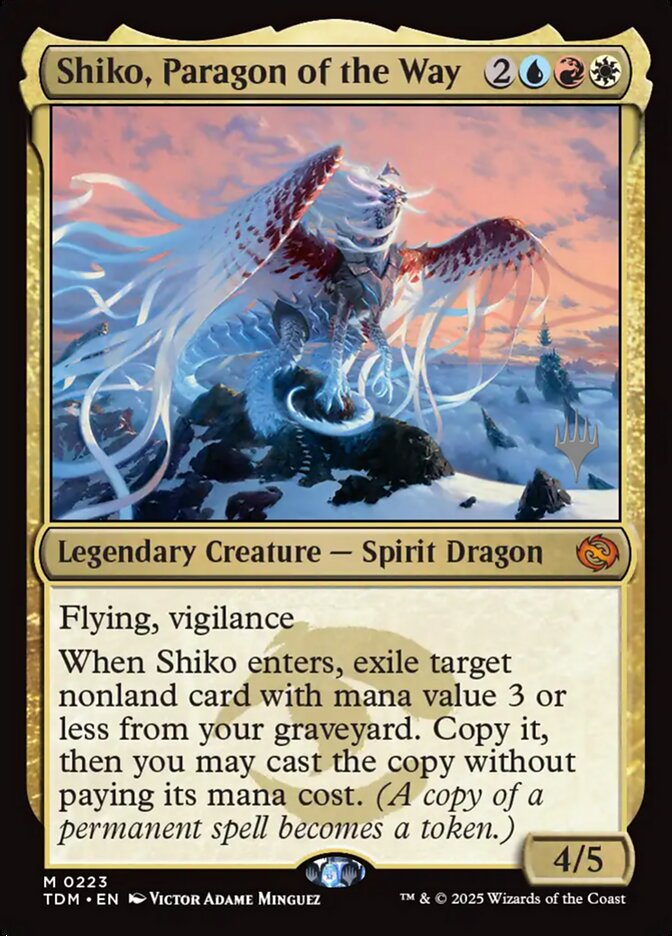 Shiko, Paragon of the Way 2
Legendary Creature — Spirit Dragon
Flying, vigilance
When Shiko enters, exile target
nonland card with mana value 3 or
less from your graveyard. Copy it,
then you may cast the copy without
paying its mana cost. (A copy of a
permanent spell becomes a token.)
4/5
M 0223
TDM • EN Victor Adame Minguez
™ & © 2025 Wizards of the Coast